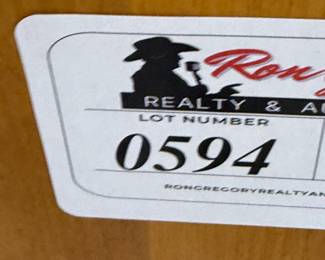 Ron
REALTY & A
LOT NUMBER
0594
RONGREGORYREALTYAN